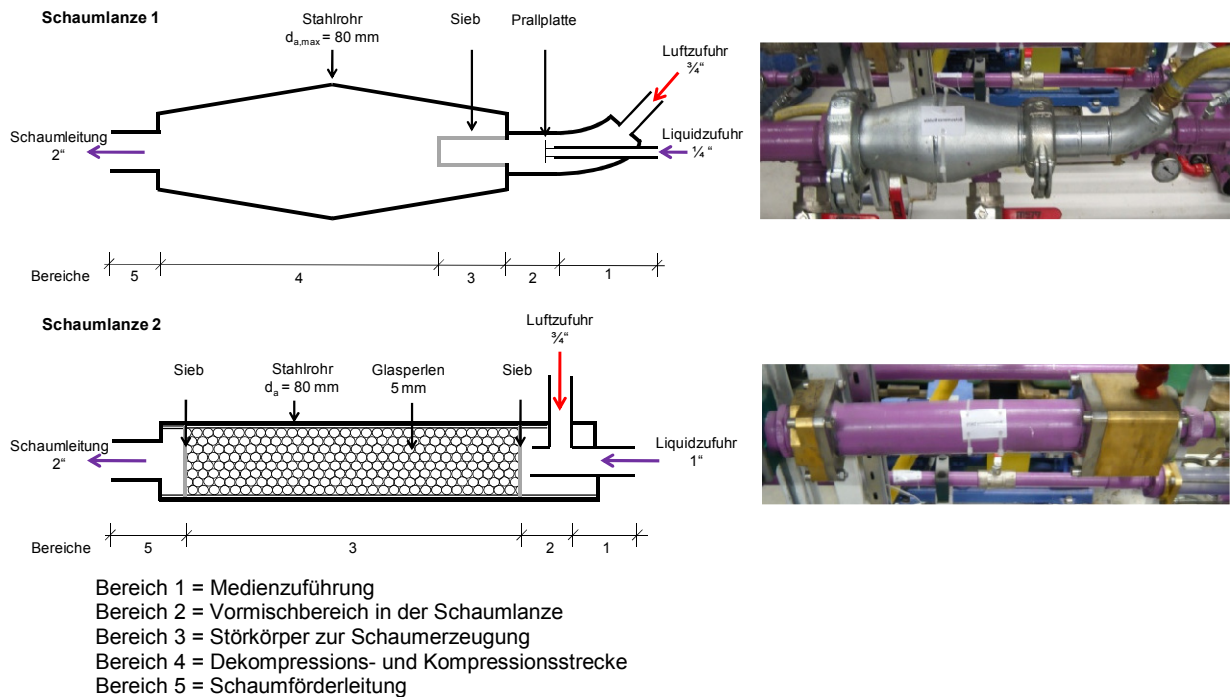 Schaumlanze 1
Stahlrohr
da,max = 80 mm
Sieb
Prallplatte
Luftzufuhr
¾“
Schaumleitung
2“
Liquidzufuhr
¼“
Bereiche
5
4
3
2
1
Schaumlanze 2
Luftzufuhr
¾“
Sieb
Stahlrohr
da = 80 mm
Glasperlen
5 mm
Sieb
Schaumleitung
2“
Liquidzufuhr
1“
Bereiche
5
3
2
1
Bereich 1 = Medienzuführung
Bereich 2 = Vormischbereich in der Schaumlanze
Bereich 3 = Störkörper zur Schaumerzeugung
Bereich 4 = Dekompressions- und Kompressionsstrecke
Bereich 5 = Schaumförderleitung